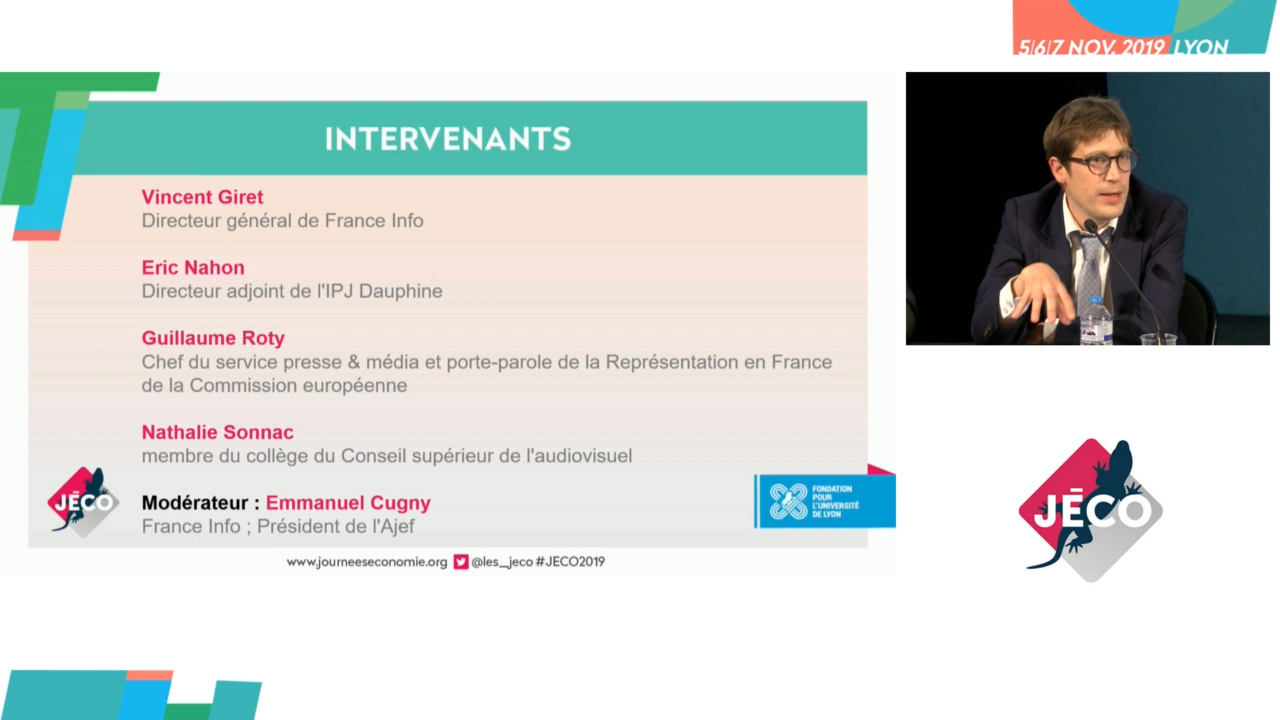 5/6/7 NOV. 2019 LYON
INTERVENANTS
Vincent Giret
Directeur général de France Info
Eric Nahon
Directeur adjoint de l'IPJ Dauphine
Guillaume Roty
Chef du service presse & média et porte-parole de la Représentation en France
de la Commission européenne
Nathalie Sonnac
membre du collège du Conseil supérieur de l'audiovisuel
Modérateur : Emmanuel Cugny
France Info ; Président de l'Ajef
JĒCO
FONDATION
POUR
L'UNIVERSITÉ
DE LYON
www.journeeseconomie.org @les_jeco #JECO2019
JĒCO